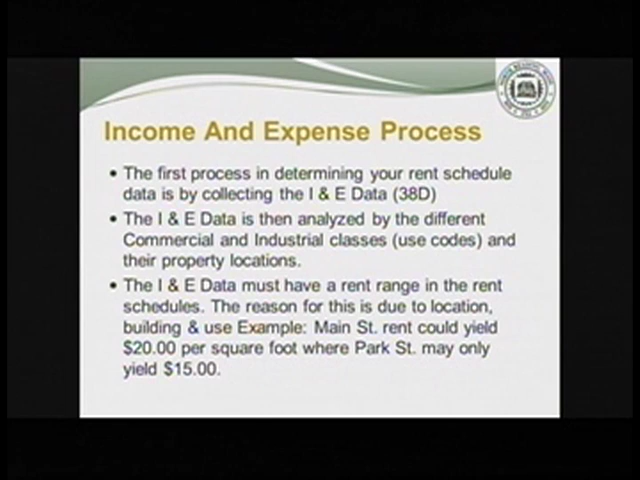 Income And Expense Process
• The first process in determining your rent schedule
data is by collecting the I & E Data (38D)
• The I & E Data is then analyzed by the different
Commercial and Industrial classes (use codes) and
their property locations.
• The I & E Data must have a rent range in the rent
schedules. The reason for this is due to location,
building & use Example: Main St. rent could yield
$20.00 per square foot where Park St. may only
yield $15.00.